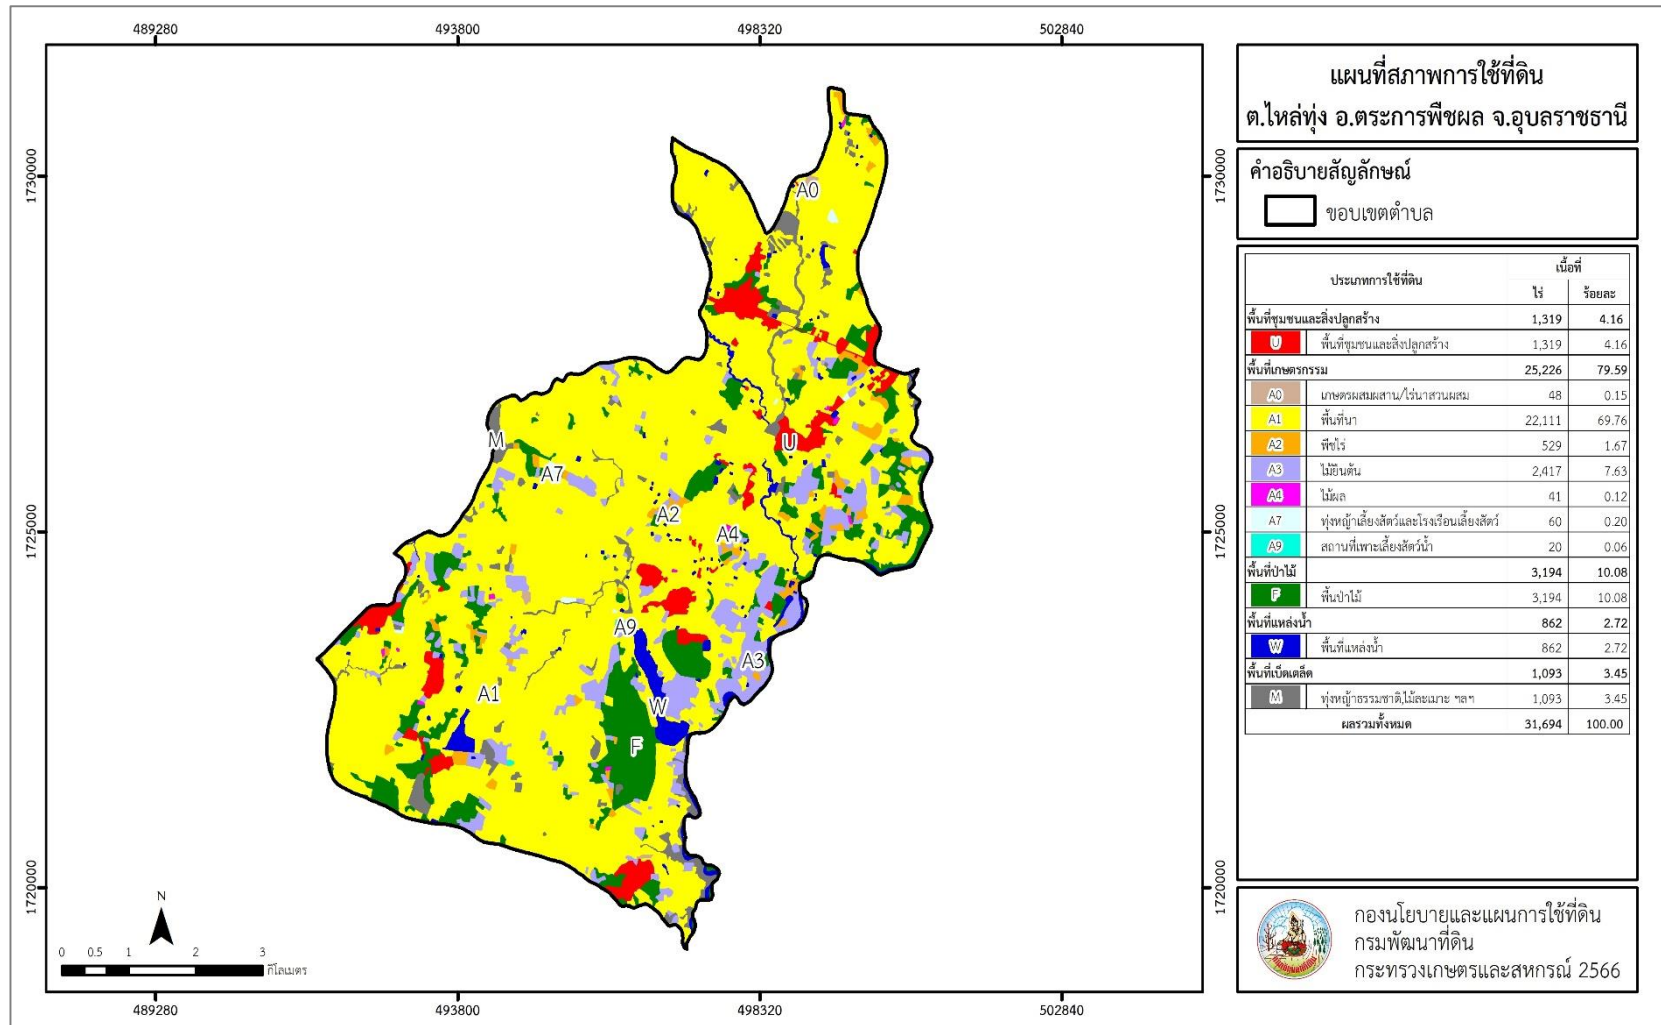 489280 493800 498320 502840
1730000
1725000
1720000
1730000
1725000
1720000
489280 493800 498320 502840
A0
U
M
A7
A2
A4
A9
A3
A1
W
F
N
0 0.5 1 2 3
กิโลเมตร
แผนที่สภาพการใช้ที่ดิน
ต.ไหล่ทุ่ง อ.ตระการพืชผล จ.อุบลราชธานี
คำอธิบายสัญลักษณ์
ขอบเขตตำบล
ประเภทการใช้ที่ดิน เนื้อที่
ไร่ ร้อยละ
พื้นที่ชุมชนและสิ่งปลูกสร้าง 1,319 4.16
U พื้นที่ชุมชนและสิ่งปลูกสร้าง 1,319 4.16
พื้นที่เกษตรกรรม 25,226 79.59
A0 เกษตรผสมผสาน/ไร่นาสวนผสม 48 0.15
A1 พื้นที่นา 22,111 69.76
A2 พืชไร่ 529 1.67
A3 ไม้ยืนต้น 2,417 7.63
A4 ไม้ผล 41 0.12
A7 ทุ่งหญ้าเลี้ยงสัตว์และโรงเรือนเลี้ยงสัตว์ 60 0.20
A9 สถานที่เพาะเลี้ยงสัตว์น้ำ 20 0.06
พื้นที่ป่าไม้ 3,194 10.08
F พื้นป่าไม้ 3,194 10.08
พื้นที่แหล่งน้ำ 862 2.72
W พื้นที่แหล่งน้ำ 862 2.72
พื้นที่เบ็ดเตล็ด 1,093 3.45
M ทุ่งหญ้าธรรมชาติ,ไม้ละเมาะ ฯลฯ 1,093 3.45
ผลรวมทั้งหมด 31,694 100.00
กองนโยบายและแผนการใช้ที่ดิน
กรมพัฒนาที่ดิน
กระทรวงเกษตรและสหกรณ์ 2566